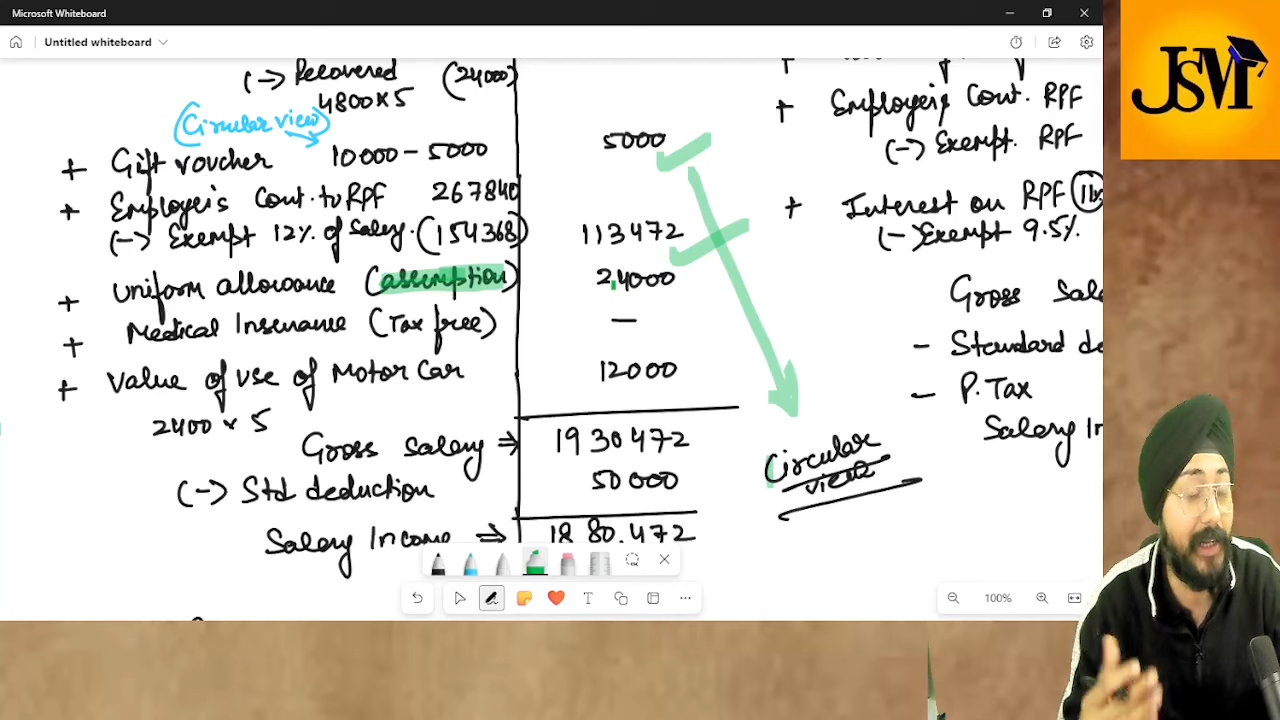 Microsoft Whiteboard
Untitled whiteboard
(-) Recovered (24000)
4800×5
(Circular view)
+ Gift voucher 10000 - 5000 5000
+ Employer's Cont. to RPF 267840
(-) Exempt 12% of Salary. (154368) 113472
+ Uniform allowance (assumption) 24000
+ Medical Insurance (Tax free) —
+ Value of use of Motor Car 12000
2400 × 5
Gross Salary ⇒ 1930472
(-) Std deduction 50000
Salary Income ⇒ 1880,472
Circular
view
+ Employer's Cont. RPF
(-) Exempt. RPF
+ Interest on RPF
(-) Exempt 9.5%
Gross Sal
- Standard de
- P. Tax
Salary In
100%
JSM